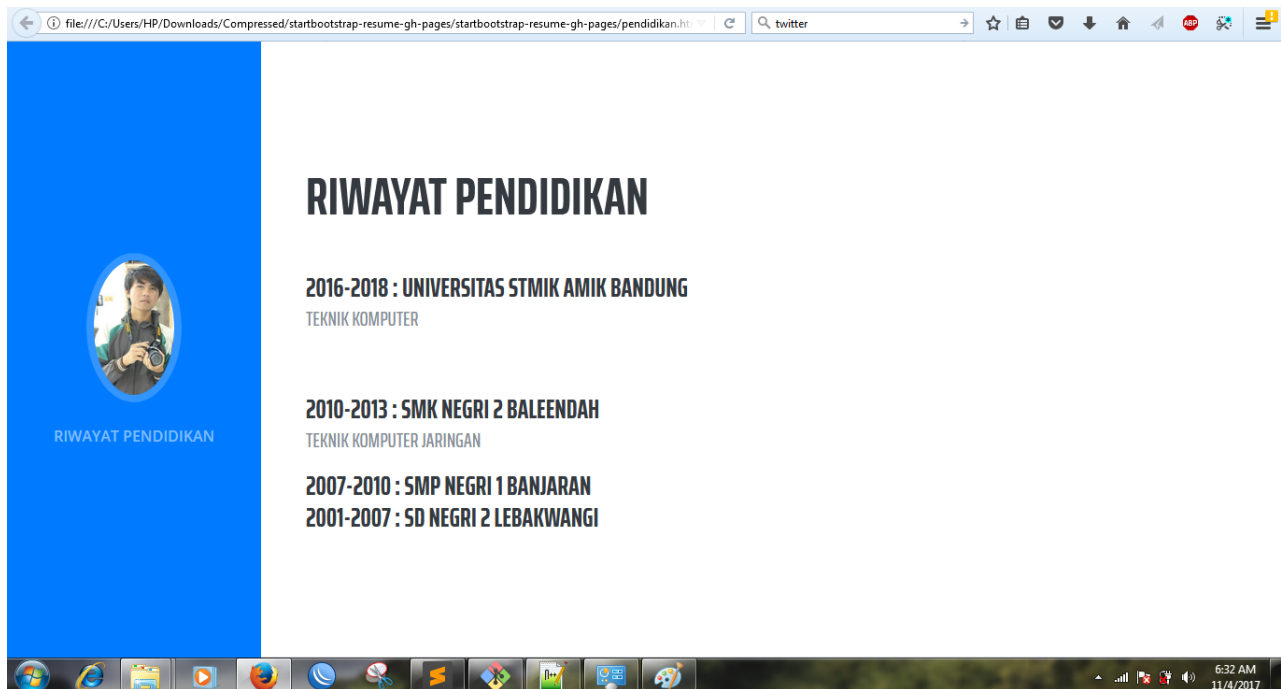 file:///C:/Users/HP/Downloads/Compressed/startbootstrap-resume-gh-pages/startbootstrap-resume-gh-pages/pendidikan.ht
twitter
ABP
RIWAYAT PENDIDIKAN
2016-2018 : UNIVERSITAS STMIK AMIK BANDUNG
TEKNIK KOMPUTER
2010-2013 : SMK NEGRI 2 BALEENDAH
TEKNIK KOMPUTER JARINGAN
RIWAYAT PENDIDIKAN
2007-2010 : SMP NEGRI 1 BANJARAN
2001-2007 : SD NEGRI 2 LEBAKWANGI
6:32 AM
11/4/2017